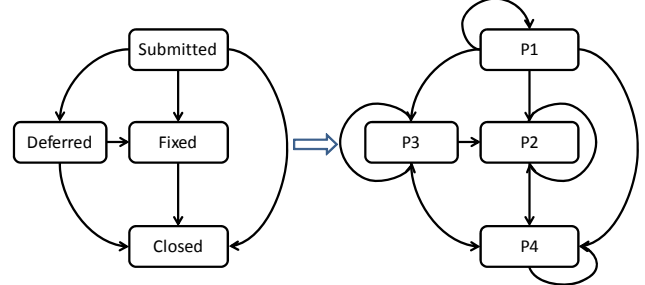 Submitted
Deferred
Fixed
Closed
P1
P3
P2
P4